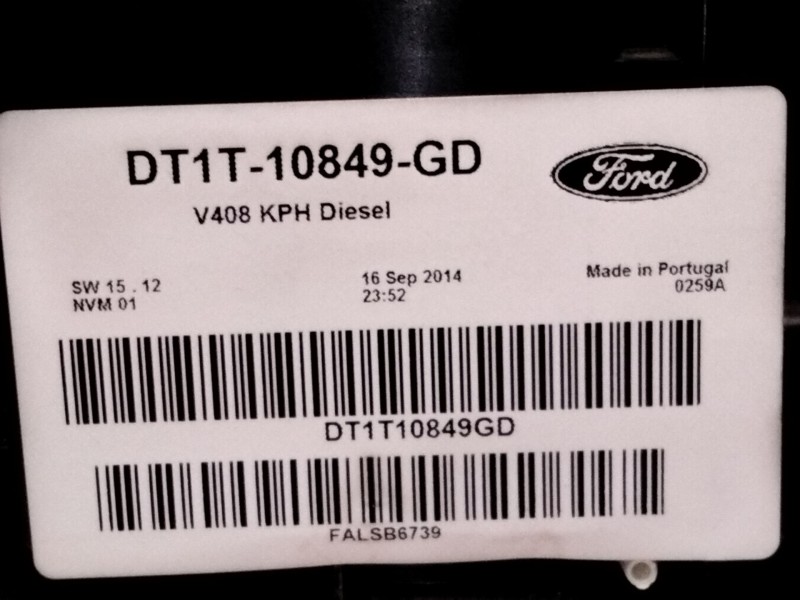 DT1T-10849-GD
Ford
V408 KPH Diesel
SW 15 . 12
NVM 01
16 Sep 2014
23:52
Made in Portugal
0259A
DT1T10849GD
FALSB6739